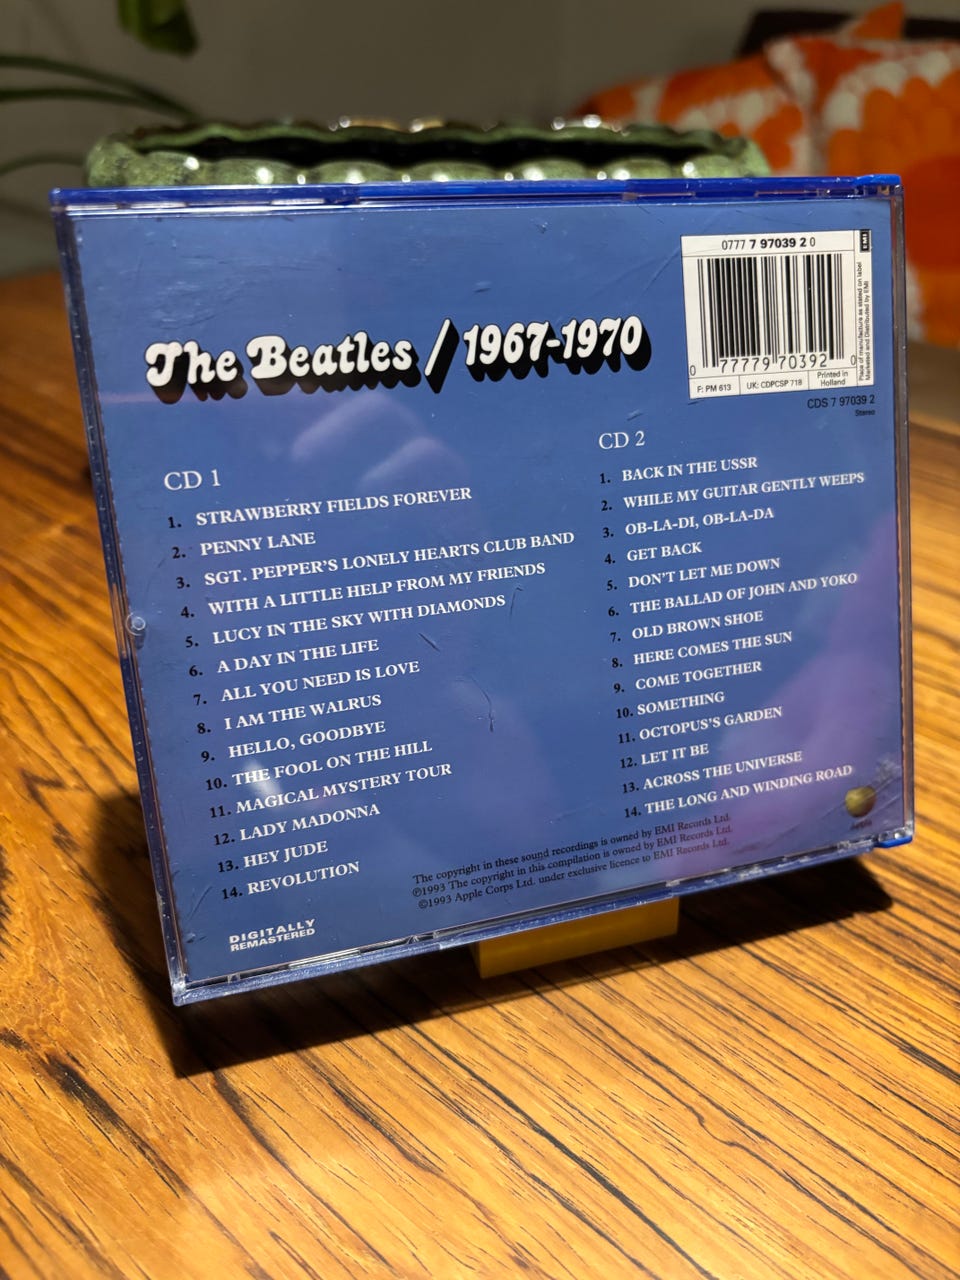 0777 7 97039 2 0
EMI
0 77779 70392 0
Place of manufacture as stated on label
Marketed and Distributed by EMI
F: PM 613
UK: CDPCSP 718
Printed in
Holland
CDS 7 97039 2
Stereo
The Beatles / 1967-1970
CD 1
1. STRAWBERRY FIELDS FOREVER
2. PENNY LANE
3. SGT. PEPPER'S LONELY HEARTS CLUB BAND
4. WITH A LITTLE HELP FROM MY FRIENDS
5. LUCY IN THE SKY WITH DIAMONDS
6. A DAY IN THE LIFE
7. ALL YOU NEED IS LOVE
8. I AM THE WALRUS
9. HELLO, GOODBYE
10. THE FOOL ON THE HILL
11. MAGICAL MYSTERY TOUR
12. LADY MADONNA
13. HEY JUDE
14. REVOLUTION
CD 2
1. BACK IN THE USSR
2. WHILE MY GUITAR GENTLY WEEPS
3. OB-LA-DI, OB-LA-DA
4. GET BACK
5. DON'T LET ME DOWN
6. THE BALLAD OF JOHN AND YOKO
7. OLD BROWN SHOE
8. HERE COMES THE SUN
9. COME TOGETHER
10. SOMETHING
11. OCTOPUS'S GARDEN
12. LET IT BE
13. ACROSS THE UNIVERSE
14. THE LONG AND WINDING ROAD
Apple
The copyright in these sound recordings is owned by EMI Records Ltd.
℗1993 The copyright in this compilation is owned by EMI Records Ltd.
©1993 Apple Corps Ltd. under exclusive licence to EMI Records Ltd.
DIGITALLY
REMASTERED